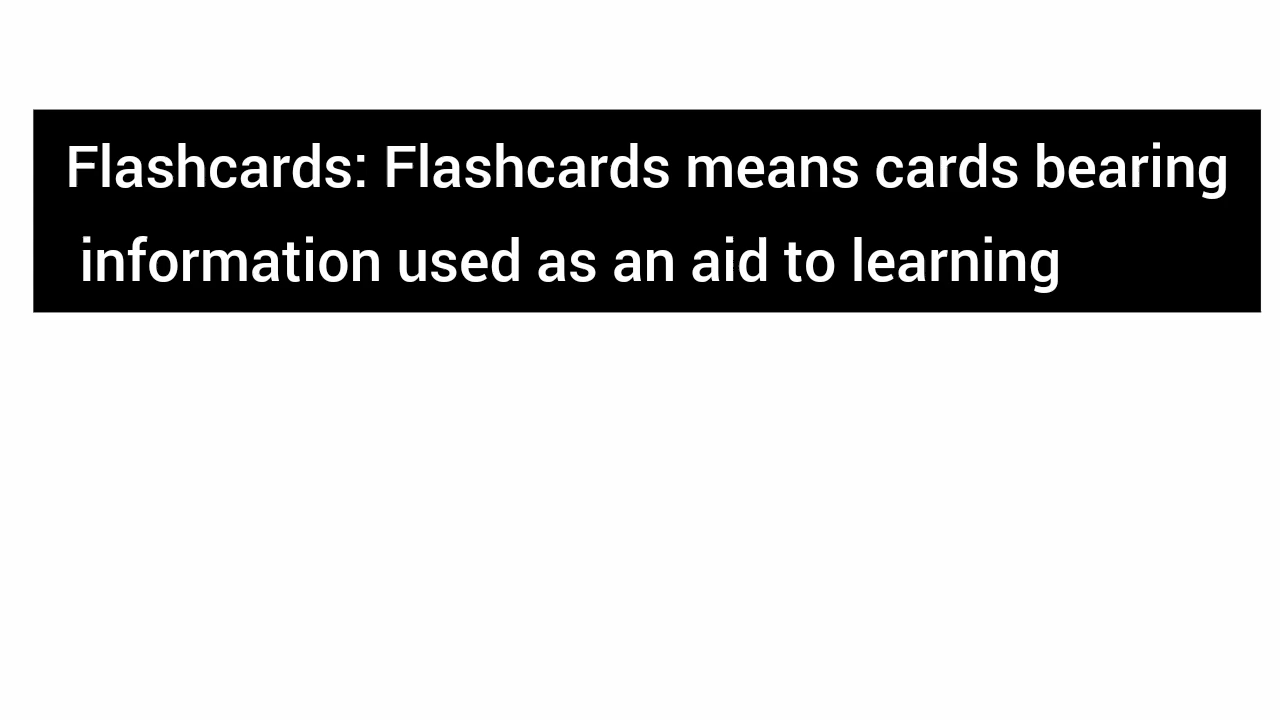 Flashcards: Flashcards means cards bearing
information used as an aid to learning